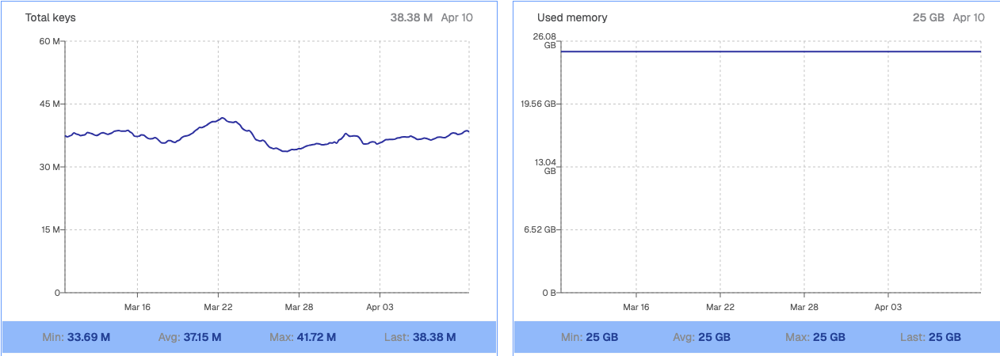 Total keys 38.38 M Apr 10
60 M
45 M
30 M
15 M
0
Mar 16 Mar 22 Mar 28 Apr 03
Min: 33.69 M Avg: 37.15 M Max: 41.72 M Last: 38.38 M
Used memory 25 GB Apr 10
26.08
GB
19.56 GB
13.04
GB
6.52 GB
0 B
Mar 16 Mar 22 Mar 28 Apr 03
Min: 25 GB Avg: 25 GB Max: 25 GB Last: 25 GB